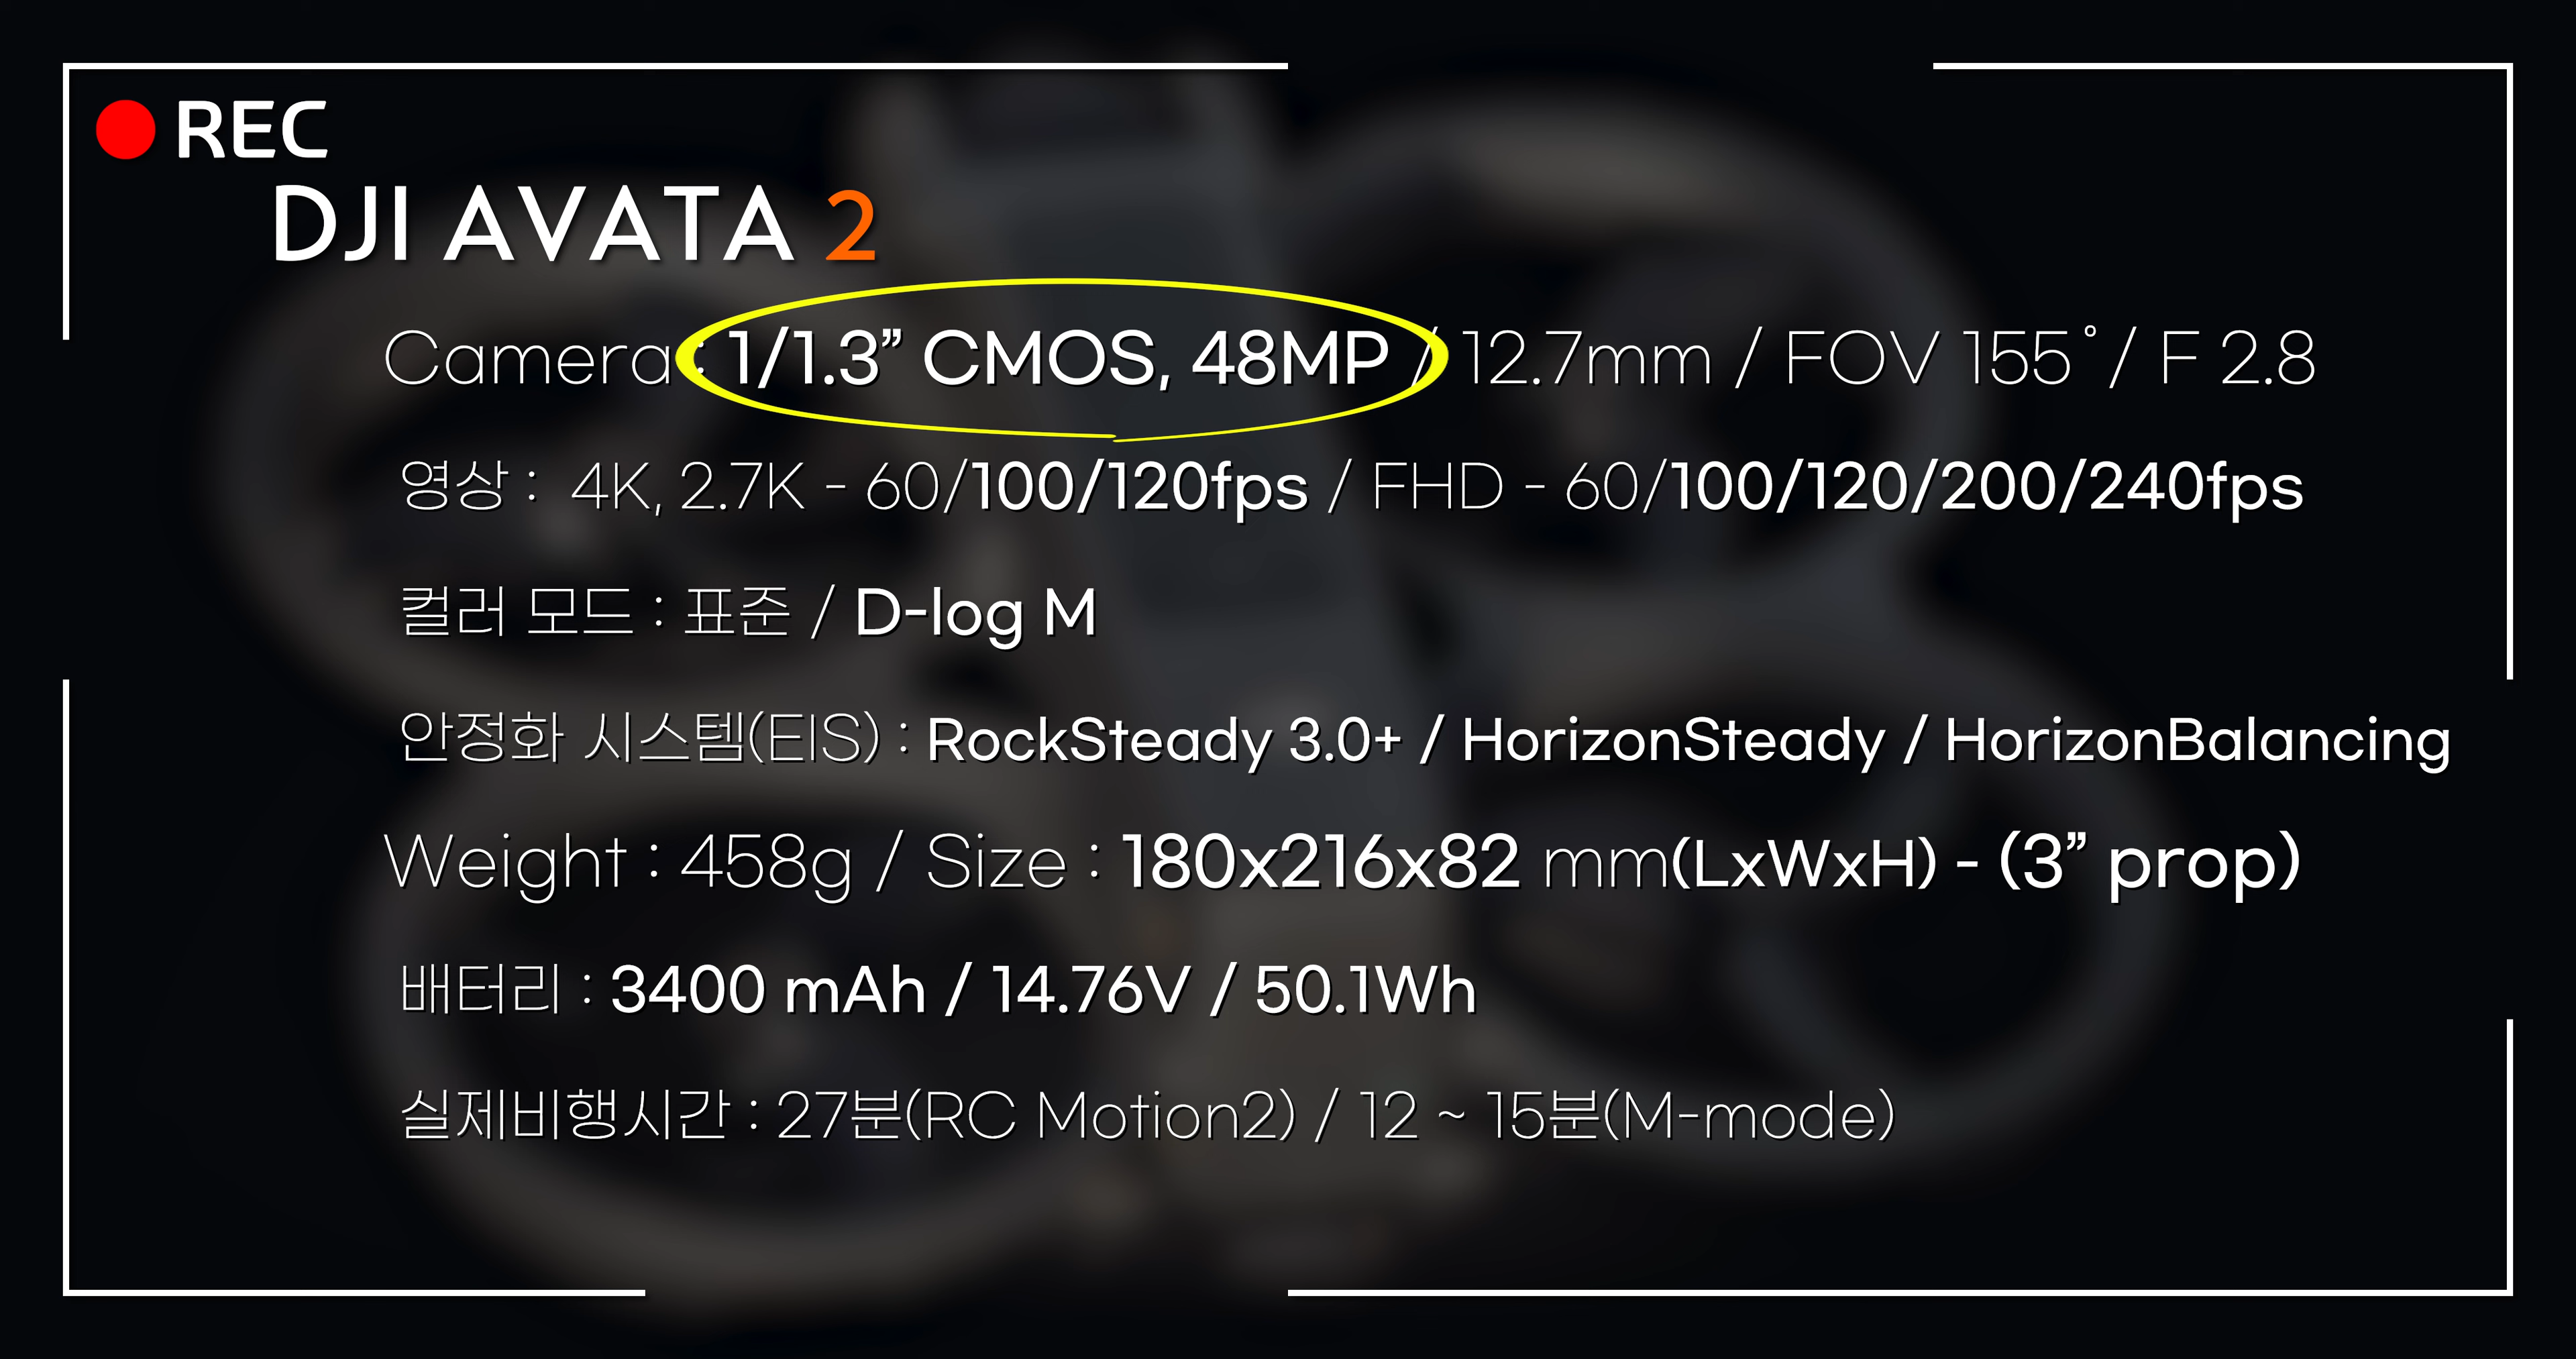 REC
DJI AVATA 2
Camera : 1/1.3” CMOS, 48MP / 12.7mm / FOV 155˚/ F 2.8
영상 : 4K, 2.7K - 60/100/120fps / FHD - 60/100/120/200/240fps
컬러 모드 : 표준 / D-log M
안정화 시스템(EIS) : RockSteady 3.0+ / HorizonSteady / HorizonBalancing
Weight : 458g / Size : 180x216x82 mm(LxWxH) - (3” prop)
배터리 : 3400 mAh / 14.76V / 50.1Wh
실제비행시간 : 27분(RC Motion2) / 12 ~ 15분(M-mode)